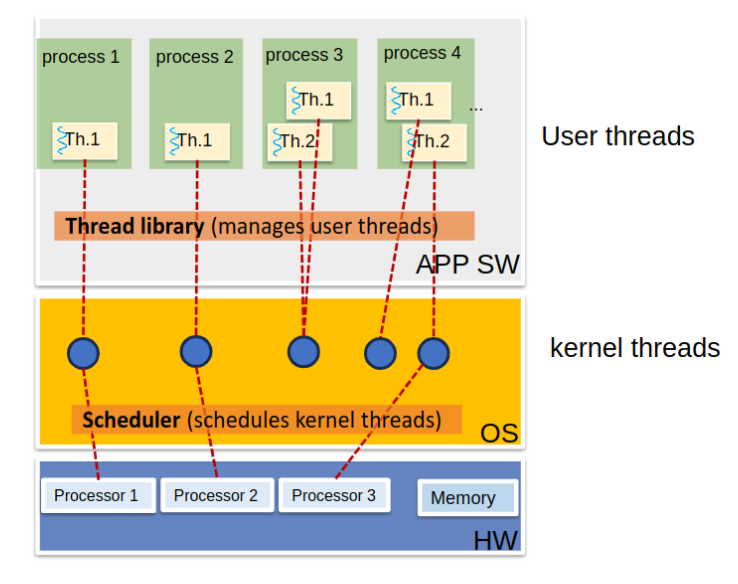 process 1
process 2
process 3
process 4
Th.1
Th.1
...
Th.1
Th.1
Th.2
Th.2
User threads
Thread library (manages user threads)
APP SW
kernel threads
Scheduler (schedules kernel threads)
OS
Processor 1
Processor 2
Processor 3
Memory
HW